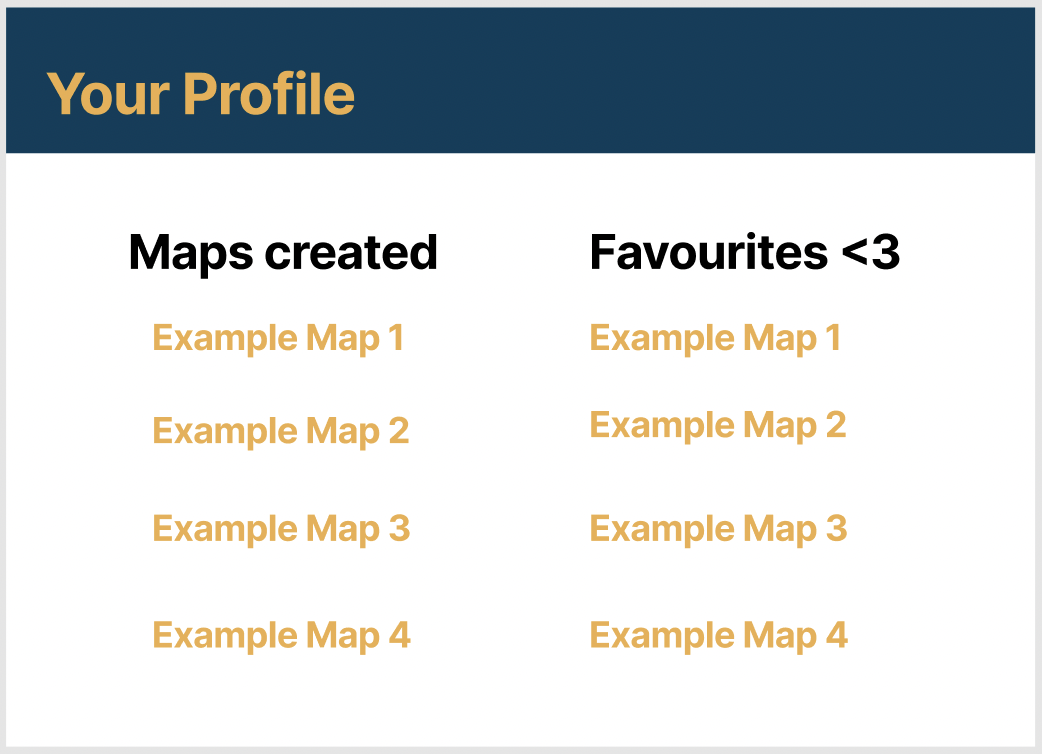 Your Profile
Maps created
Example Map 1
Example Map 2
Example Map 3
Example Map 4
Favourites <3
Example Map 1
Example Map 2
Example Map 3
Example Map 4